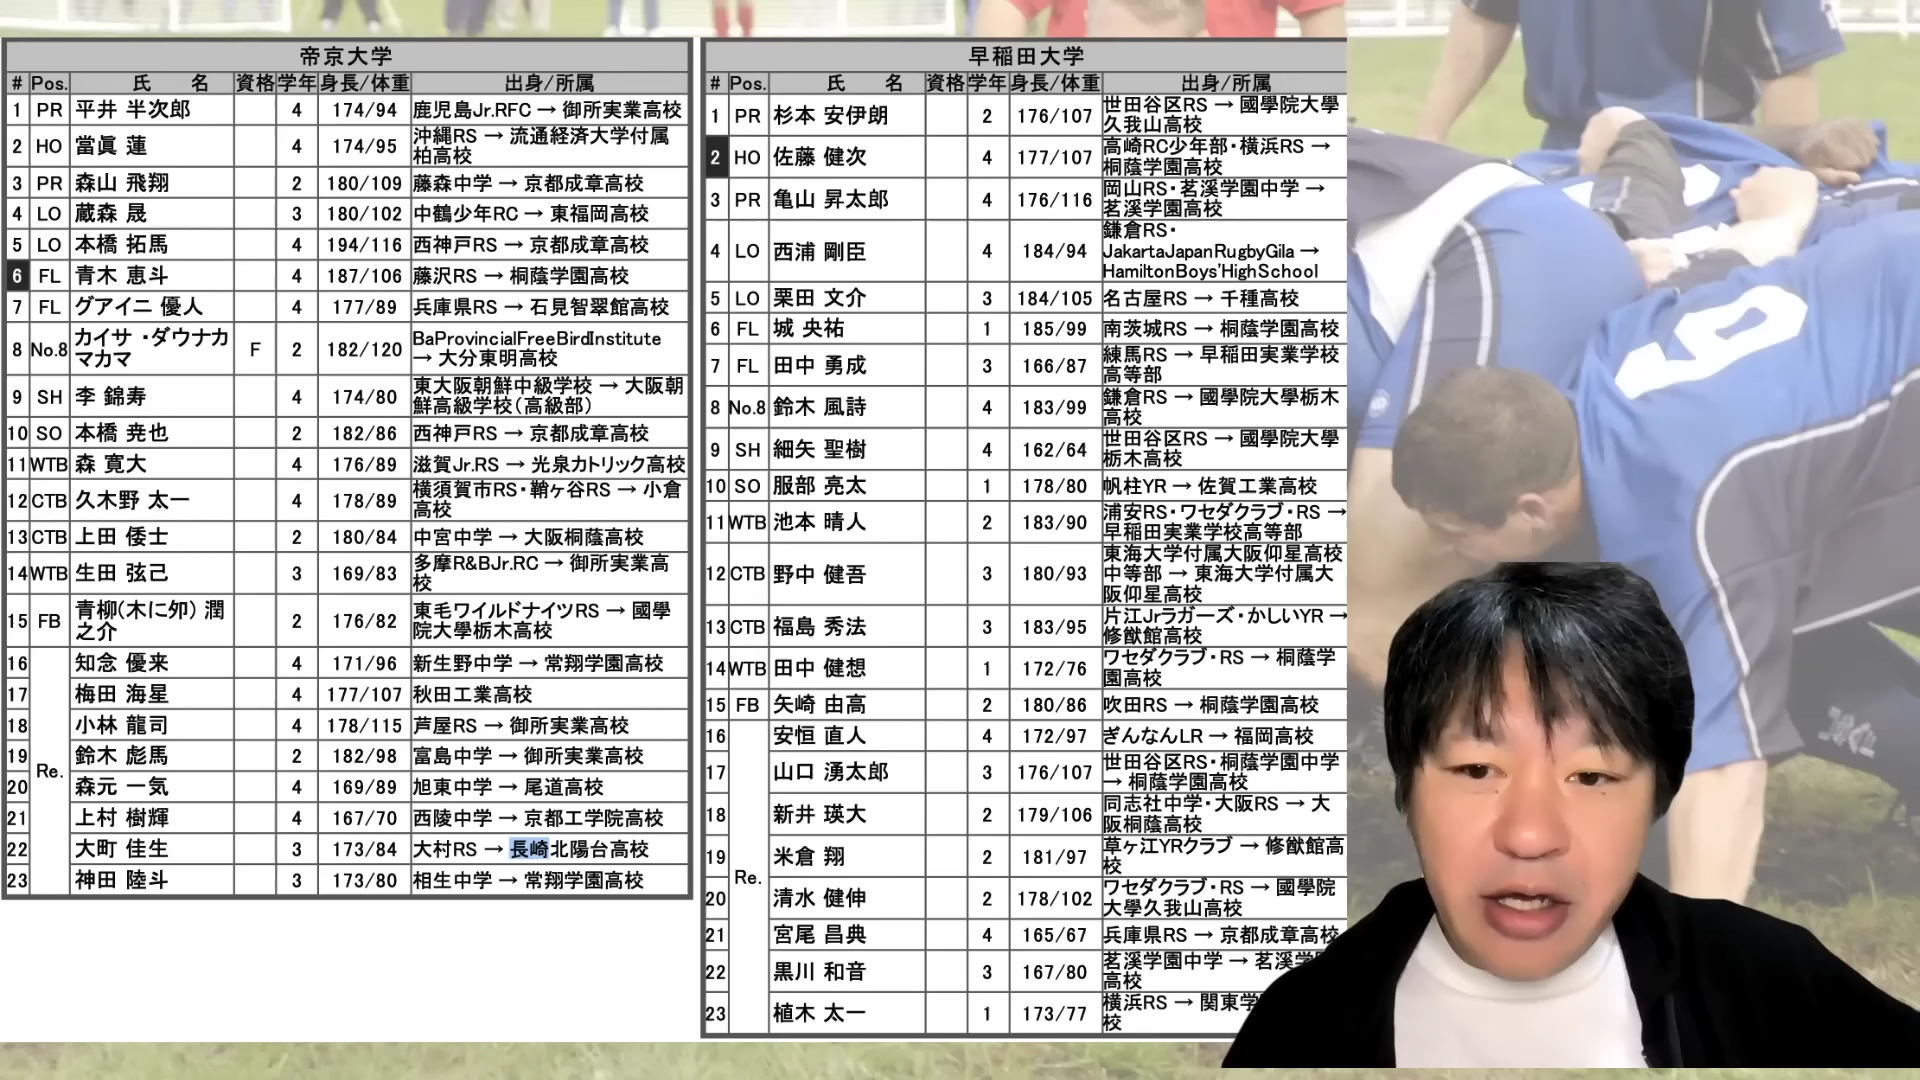 帝京大学
# Pos. 氏 名 資格 学年 身長/体重 出身/所属
1 PR 平井 半次郎 4 174/94 鹿児島Jr.RFC → 御所実業高校
2 HO 當眞 蓮 4 174/95 沖縄RS → 流通経済大学付属
柏高校
3 PR 森山 飛翔 2 180/109 藤森中学 → 京都成章高校
4 LO 蔵森 晟 3 180/102 中鶴少年RC → 東福岡高校
5 LO 本橋 拓馬 4 194/116 西神戸RS → 京都成章高校
6 FL 青木 恵斗 4 187/106 藤沢RS → 桐蔭学園高校
7 FL グアイニ 優人 4 177/89 兵庫県RS → 石見智翠館高校
8 No.8 カイサ ・ダウナカ
マカマ F 2 182/120 BaProvincialFreeBirdInstitute
→ 大分東明高校
9 SH 李 錦寿 4 174/80 東大阪朝鮮中級学校 → 大阪朝
鮮高級学校(高級部)
10 SO 本橋 尭也 2 182/86 西神戸RS → 京都成章高校
11 WTB 森 寛大 4 176/89 滋賀Jr.RS → 光泉カトリック高校
12 CTB 久木野 太一 4 178/89 横須賀市RS・鞘ヶ谷RS → 小倉
高校
13 CTB 上田 倭士 2 180/84 中宮中学 → 大阪桐蔭高校
14 WTB 生田 弦己 3 169/83 多摩R&BJr.RC → 御所実業高
校
15 FB 青柳(木に夘) 潤
之介 2 176/82 東毛ワイルドナイツRS → 國學
院大學栃木高校
Re.
16 知念 優来 4 171/96 新生野中学 → 常翔学園高校
17 梅田 海星 4 177/107 秋田工業高校
18 小林 龍司 4 178/115 芦屋RS → 御所実業高校
19 鈴木 彪馬 2 182/98 富島中学 → 御所実業高校
20 森元 一気 4 169/89 旭東中学 → 尾道高校
21 上村 樹輝 4 167/70 西陵中学 → 京都工学院高校
22 大町 佳生 3 173/84 大村RS → 長崎北陽台高校
23 神田 陸斗 3 173/80 相生中学 → 常翔学園高校
早稲田大学
# Pos. 氏 名 資格 学年 身長/体重 出身/所属
1 PR 杉本 安伊朗 2 176/107 世田谷区RS → 國學院大學
久我山高校
2 HO 佐藤 健次 4 177/107 高崎RC少年部・横浜RS →
桐蔭学園高校
3 PR 亀山 昇太郎 4 176/116 岡山RS・茗溪学園中学 →
茗溪学園高校
4 LO 西浦 剛臣 4 184/94 鎌倉RS・
JakartaJapanRugbyGila →
HamiltonBoys'HighSchool
5 LO 栗田 文介 3 184/105 名古屋RS → 千種高校
6 FL 城 央祐 1 185/99 南茨城RS → 桐蔭学園高校
7 FL 田中 勇成 3 166/87 練馬RS → 早稲田実業学校
高等部
8 No.8 鈴木 風詩 4 183/99 鎌倉RS → 國學院大學栃木
高校
9 SH 細矢 聖樹 4 162/64 世田谷区RS → 國學院大學
栃木高校
10 SO 服部 亮太 1 178/80 帆柱YR → 佐賀工業高校
11 WTB 池本 晴人 2 183/90 浦安RS・ワセダクラブ・RS →
早稲田実業学校高等部
12 CTB 野中 健吾 3 180/93 東海大学付属大阪仰星高校
中等部 → 東海大学付属大
阪仰星高校
13 CTB 福島 秀法 3 183/95 片江Jrラガーズ・かしいYR →
修猷館高校
14 WTB 田中 健想 1 172/76 ワセダクラブ・RS → 桐蔭学
園高校
15 FB 矢崎 由高 2 180/86 吹田RS → 桐蔭学園高校
Re.
16 安恒 直人 4 172/97 ぎんなんLR → 福岡高校
17 山口 湧太郎 3 176/107 世田谷区RS・桐蔭学園中学
→ 桐蔭学園高校
18 新井 瑛大 2 179/106 同志社中学・大阪RS → 大
阪桐蔭高校
19 米倉 翔 2 181/97 草ヶ江YRクラブ → 修猷館高
校
20 清水 健伸 2 178/102 ワセダクラブ・RS → 國學院
大學久我山高校
21 宮尾 昌典 4 165/67 兵庫県RS → 京都成章高校
22 黒川 和音 3 167/80 茗溪学園中学 → 茗溪学
高校
23 植木 太一 1 173/77 横浜RS → 関東学
校